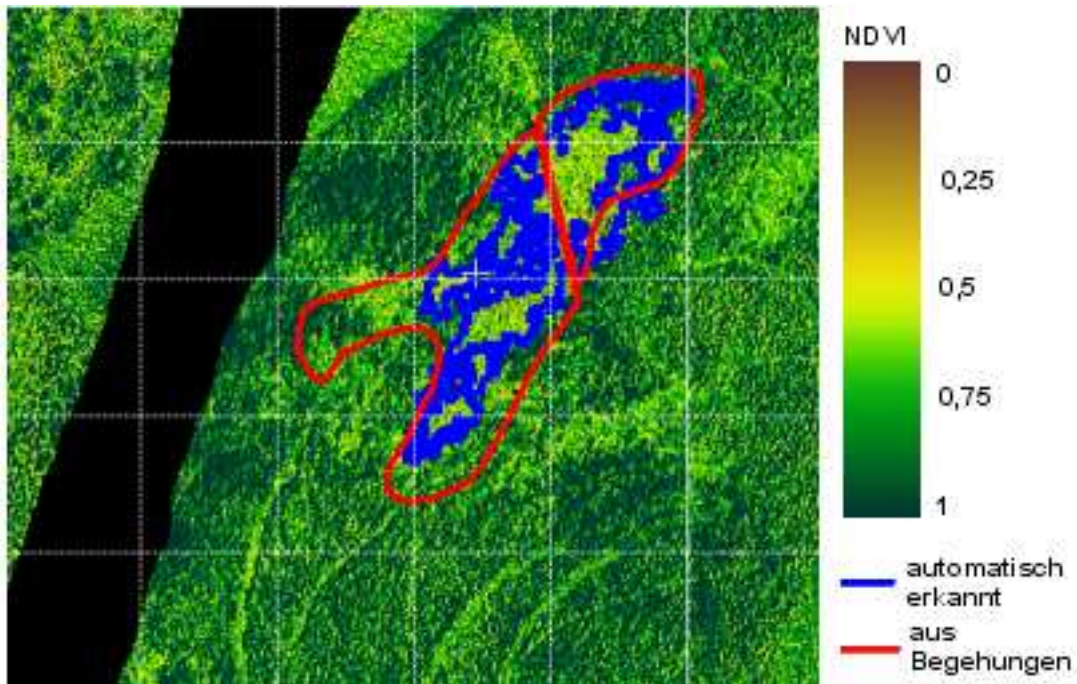 NDVI
0
0,25
0,5
0,75
1
automatisch
erkannt
aus
Begehungen